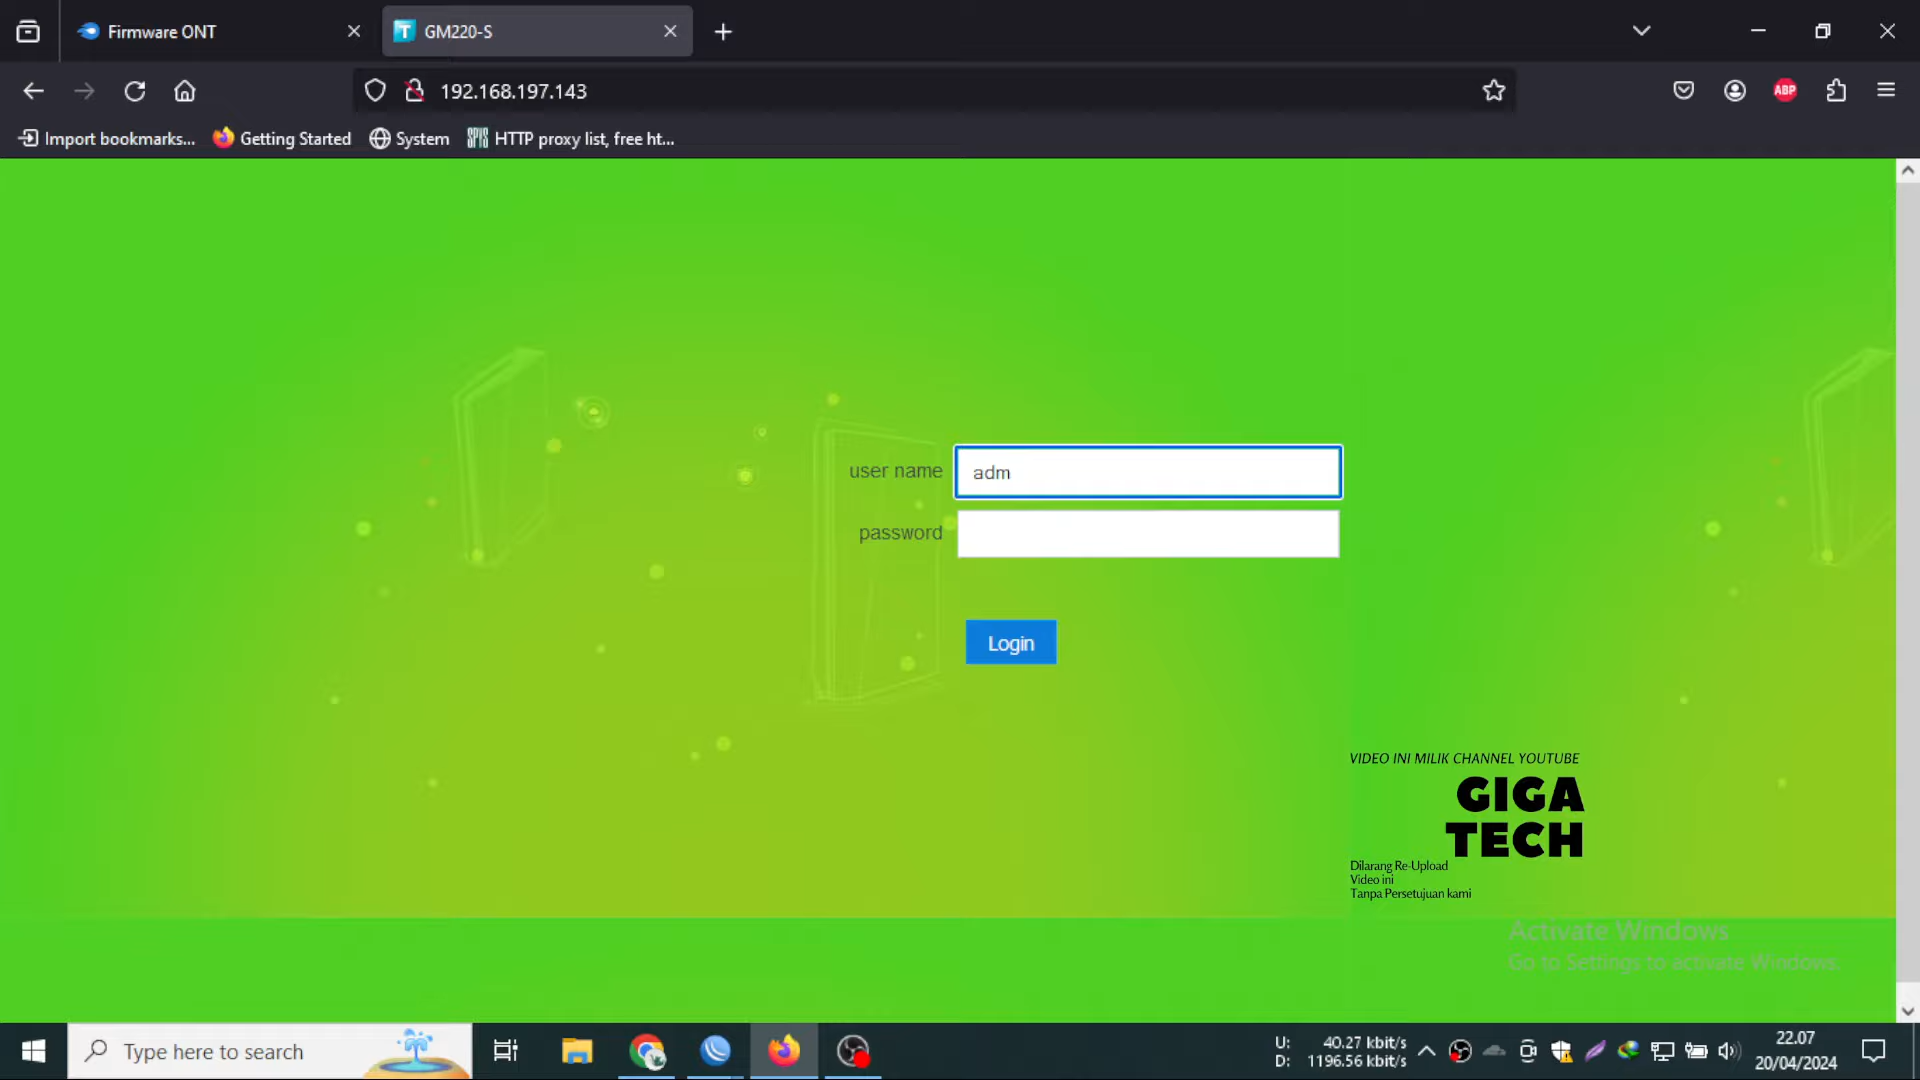 Firmware ONT
GM220-S
192.168.197.143
Import bookmarks...
Getting Started
System
HTTP proxy list, free ht...
ABP
user name
adm
password
Login
VIDEO INI MILIK CHANNEL YOUTUBE
GIGA
TECH
Dilarang Re-Upload
Video ini
Tanpa Persetujuan kami
Activate Windows
Go to Settings to activate Windows.
Type here to search
U: 40.27 kbit/s
D: 1196.56 kbit/s
22.07
20/04/2024